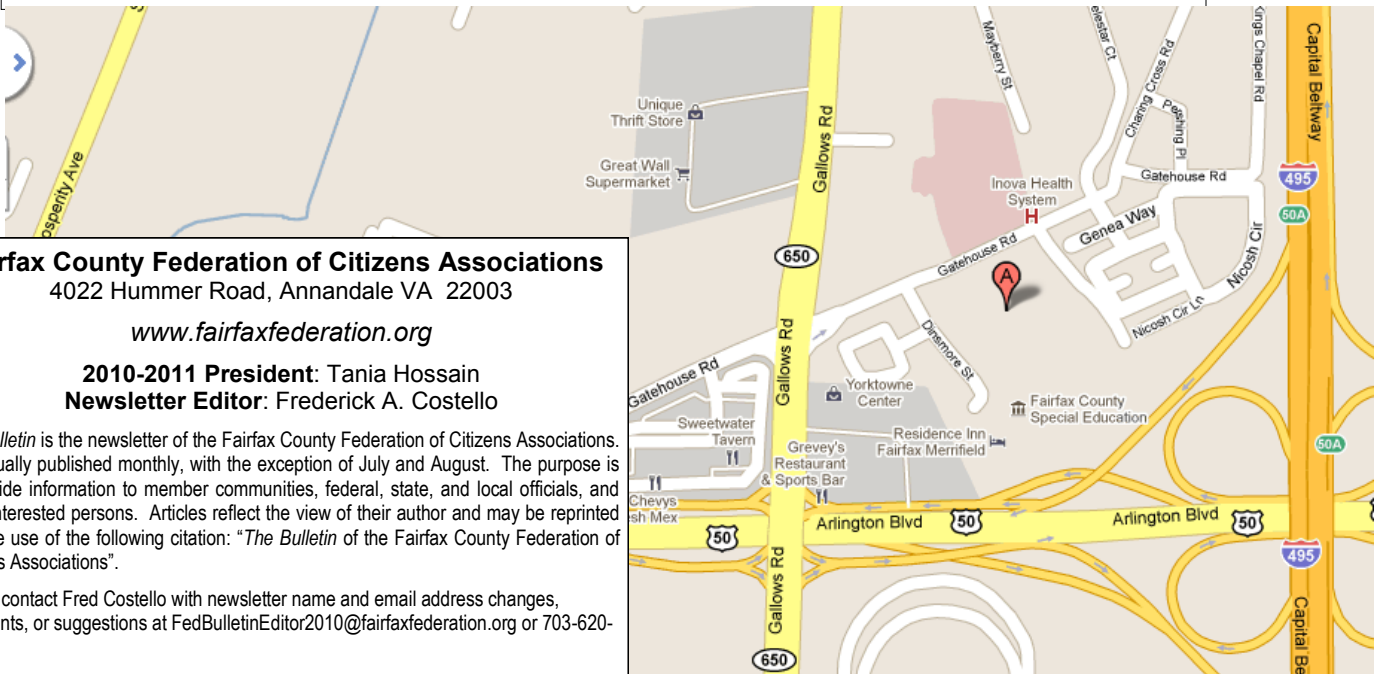 rfax County Federation of Citizens Associations
4022 Hummer Road, Annandale VA 22003
www.fairfaxfederation.org
2010-2011 President: Tania Hossain
Newsletter Editor: Frederick A. Costello
lletin is the newsletter of the Fairfax County Federation of Citizens Associations.
ually published monthly, with the exception of July and August. The purpose is
ide information to member communities, federal, state, and local officials, and
nterested persons. Articles reflect the view of their author and may be reprinted
e use of the following citation: “The Bulletin of the Fairfax County Federation of
s Associations”.
contact Fred Costello with newsletter name and email address changes,
nts, or suggestions at FedBulletinEditor2010@fairfaxfederation.org or 703-620-
osperity Ave
Unique
Thrift Store
Great Wall
Supermarket
Gallows Rd
650
Gallows Rd
Mayberry St
elestar Ct
Charing Cross Rd
Pershing Pl
Kings Chapel Rd
Capital Beltway
495
50A
Gatehouse Rd
Inova Health
System
H
Genea Way
Gatehouse Rd
A
Nicosh Cir
Nicosh Cir Ln
Dinsmore St
Gatehouse Rd
Yorktowne
Center
Sweetwater
Tavern
Grevey's
Restaurant
& Sports Bar
Residence Inn
Fairfax Merrifield
Fairfax County
Special Education
50A
Chevys
sh Mex
50
Arlington Blvd
50
Arlington Blvd
50
495
Gallows Rd
650
Capital Be